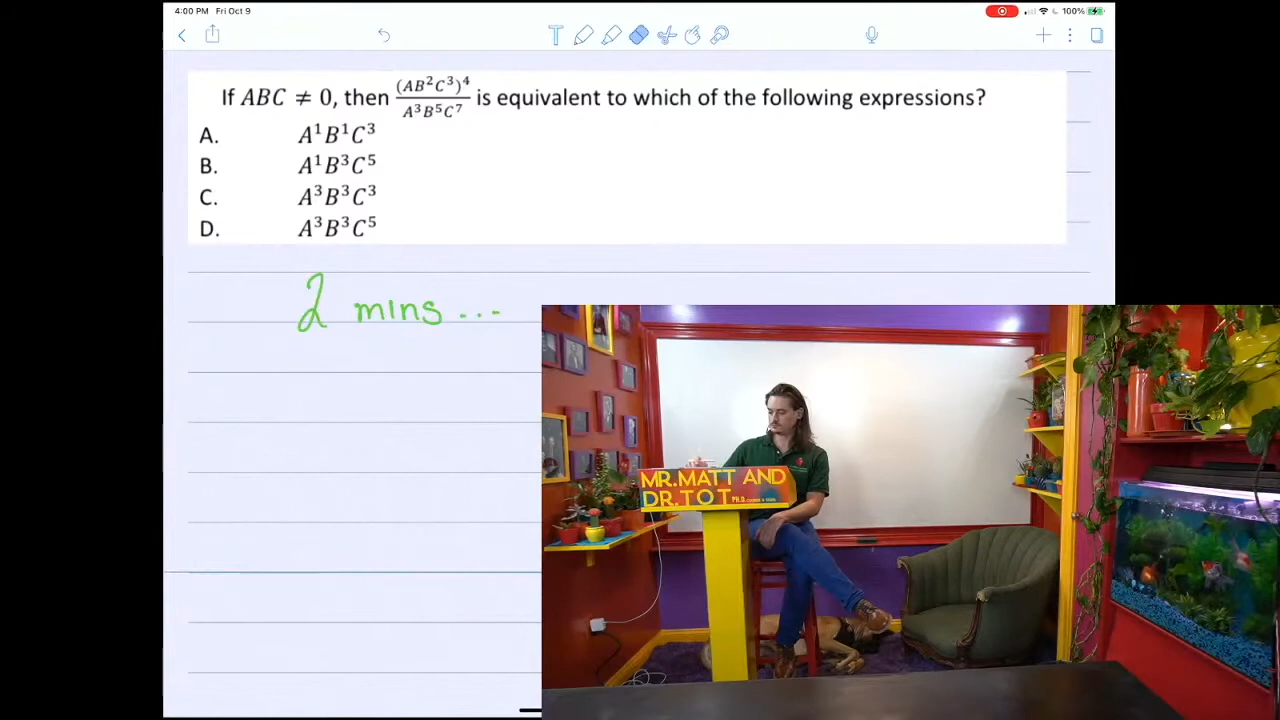 4:00 PM Fri Oct 9
100%
If ABC ≠ 0, then (AB²C³)⁴/A³B⁵C⁷ is equivalent to which of the following expressions?
A. A¹B¹C³
B. A¹B³C⁵
C. A³B³C³
D. A³B³C⁵
2 mins...
MR.MATT AND
DR.TOT PH.D.